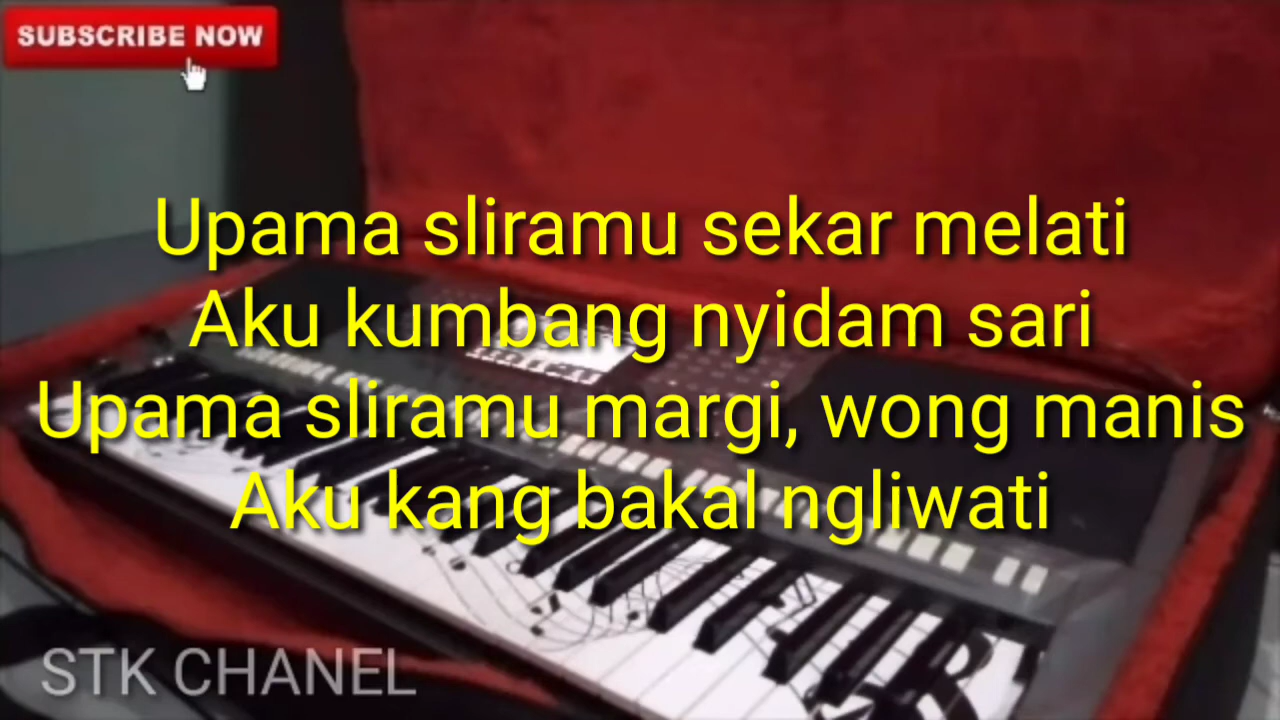 SUBSCRIBE NOW
Upama sliramu sekar melati
Aku kumbang nyidam sari
Upama sliramu margi, wong manis
Aku kang bakal ngliwati
STK CHANEL